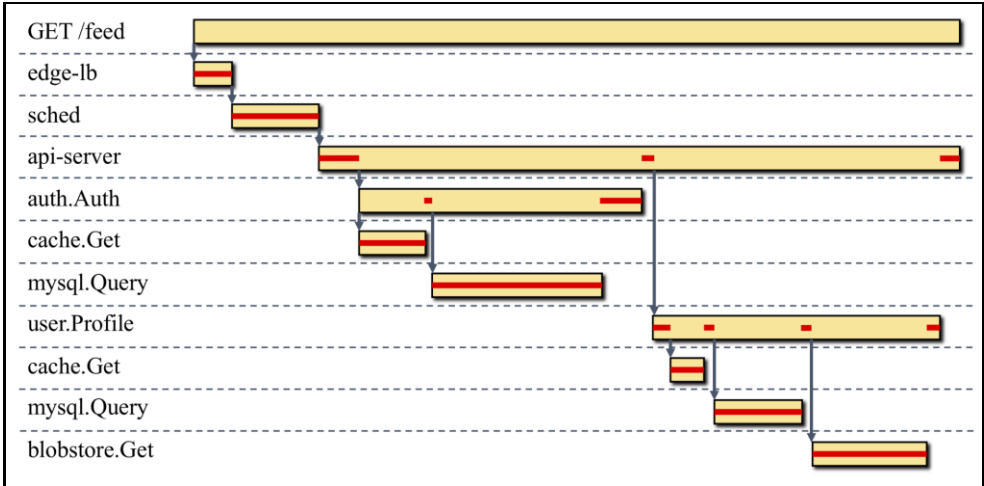 GET /feed
edge-lb
sched
api-server
auth.Auth
cache.Get
mysql.Query
user.Profile
cache.Get
mysql.Query
blobstore.Get